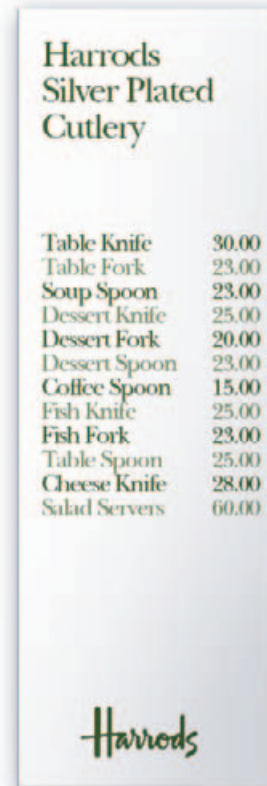 Harrods
Silver Plated
Cutlery
Table Knife 30.00
Table Fork 23.00
Soup Spoon 23.00
Dessert Knife 25.00
Dessert Fork 20.00
Dessert Spoon 23.00
Coffee Spoon 15.00
Fish Knife 25.00
Fish Fork 23.00
Table Spoon 25.00
Cheese Knife 28.00
Salad Servers 60.00
Harrods